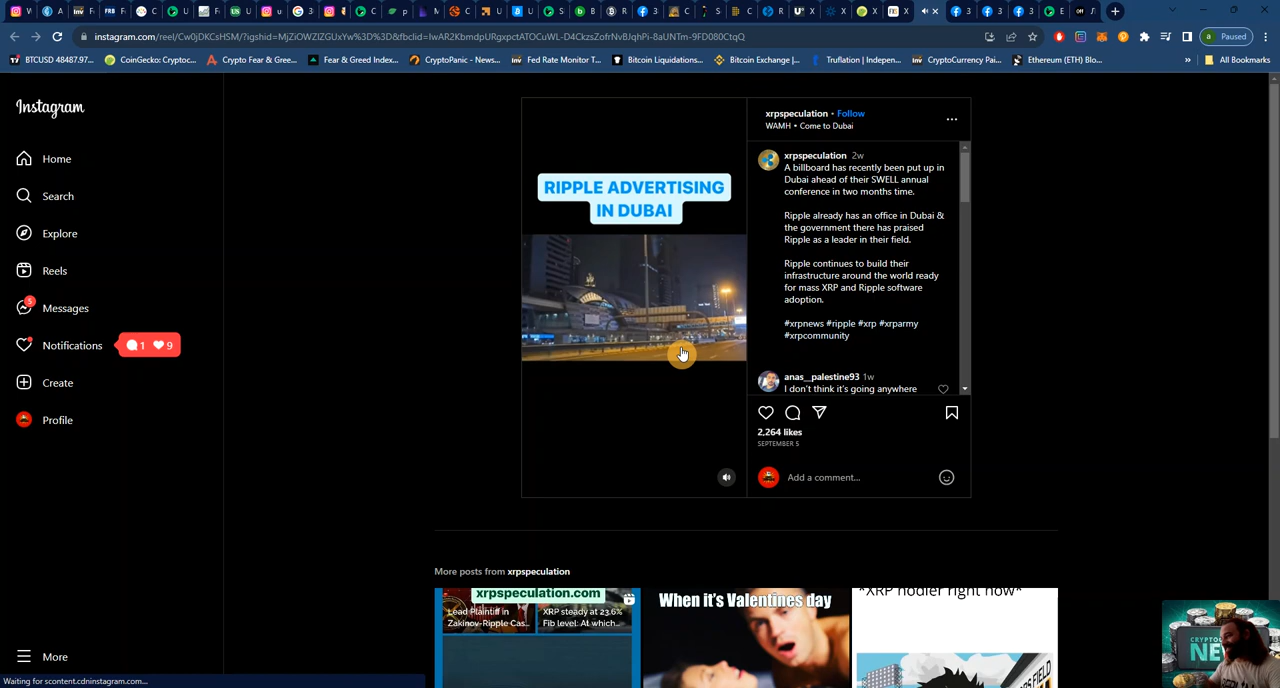 instagram.com/reel/Cw0jDKCsHSM/?igshid=MjZiOWZlZGUxYw%3D%3D&fbclid=IwAR2KbmdpURgxpctATOCuWL-D4CkzsZofrNvBJqhPi-8aUNTm-9FD080CtqQ
Paused
BTCUSD 48487.97...
CoinGecko: Cryptoc...
Crypto Fear & Gree...
Fear & Greed Index...
CryptoPanic - News...
Fed Rate Monitor T...
Bitcoin Liquidations...
Bitcoin Exchange |...
Truflation | Indepen...
CryptoCurrency Pai...
Ethereum (ETH) Blo...
»
All Bookmarks
Instagram
Home
Search
Explore
Reels
5
Messages
Notifications
1 9
Create
Profile
More
RIPPLE ADVERTISING
IN DUBAI
xrpspeculation • Follow
WAMH • Come to Dubai
xrpspeculation 2w
A billboard has recently been put up in
Dubai ahead of their SWELL annual
conference in two months time.
Ripple already has an office in Dubai &
the government there has praised
Ripple as a leader in their field.
Ripple continues to build their
infrastructure around the world ready
for mass XRP and Ripple software
adoption.
#xrpnews #ripple #xrp #xrparmy
#xrpcommunity
anas__palestine93 1w
I don't think it's going anywhere
2,264 likes
SEPTEMBER 5
Add a comment...
More posts from xrpspeculation
xrpspeculation.com
Lead Plaintiff in
Zakinov-Ripple Cas...
XRP steady at 23.6%
Fib level: At which...
When it's Valentines day
*XRP hodler right now*
Waiting for scontent.cdninstagram.com...